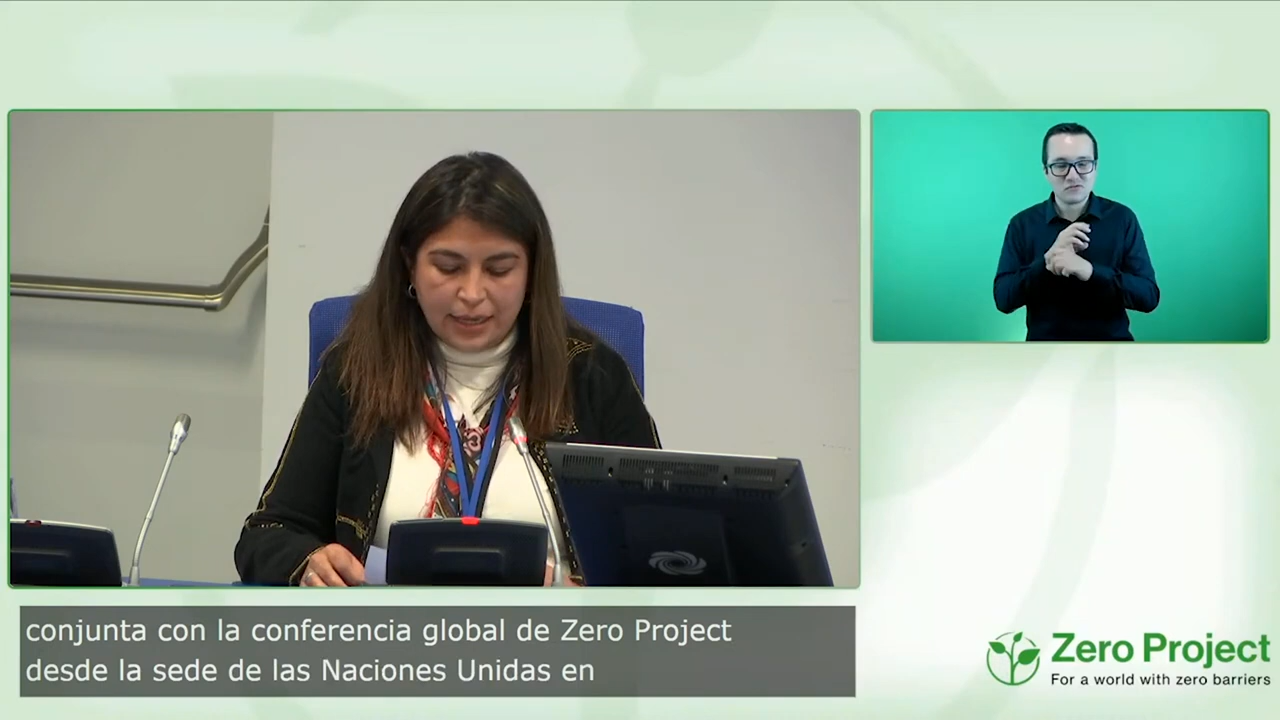 conjunta con la conferencia global de Zero Project
desde la sede de las Naciones Unidas en
Zero Project
For a world with zero barriers